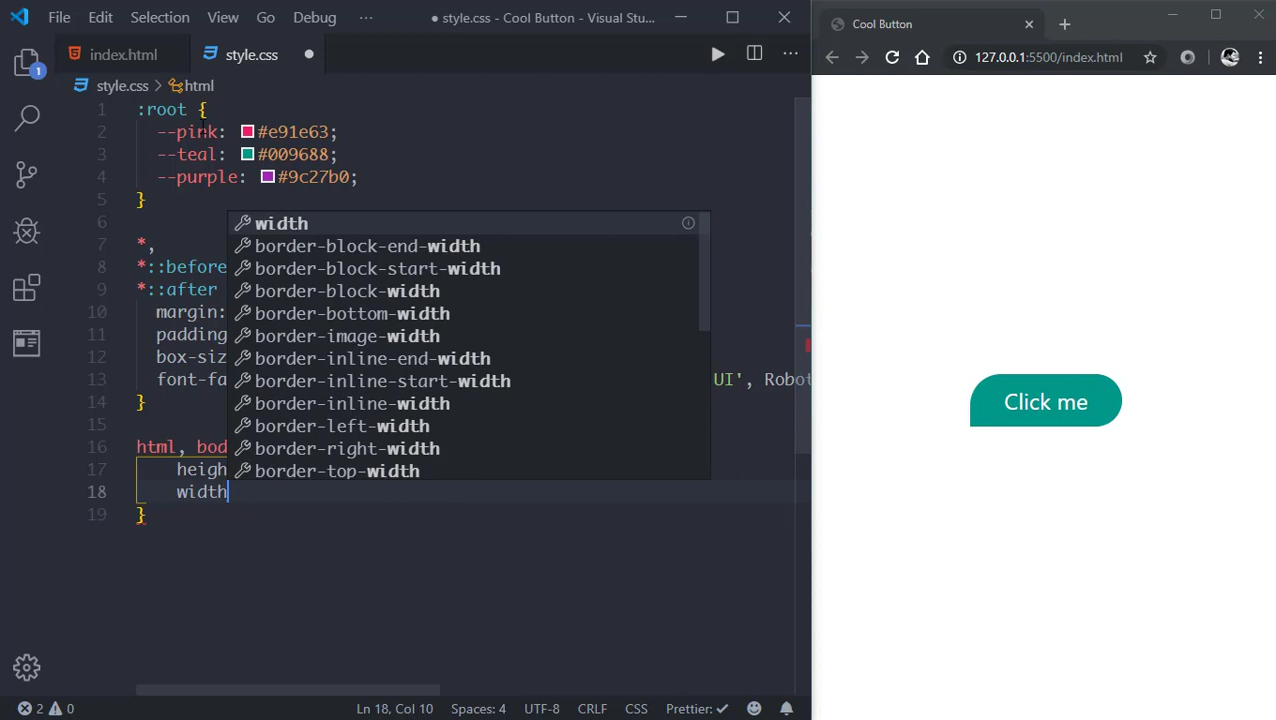 File Edit Selection View Go Debug ··· ● style.css - Cool Button - Visual Stu...
index.html style.css ●
style.css > html
1 :root {
2 --pink: #e91e63;
3 --teal: #009688;
4 --purple: #9c27b0;
5 }
6
7 *,
8 *::before
9 *::after
10 margin:
11 padding
12 box-siz
13 font-fa UI', Robot
14 }
15
16 html, bod
17 heigh
18 width
19 }
width
border-block-end-width
border-block-start-width
border-block-width
border-bottom-width
border-image-width
border-inline-end-width
border-inline-start-width
border-inline-width
border-left-width
border-right-width
border-top-width
1
2 0 Ln 18, Col 10 Spaces: 4 UTF-8 CRLF CSS Prettier: ✓
Cool Button
127.0.0.1:5500/index.html
Click me